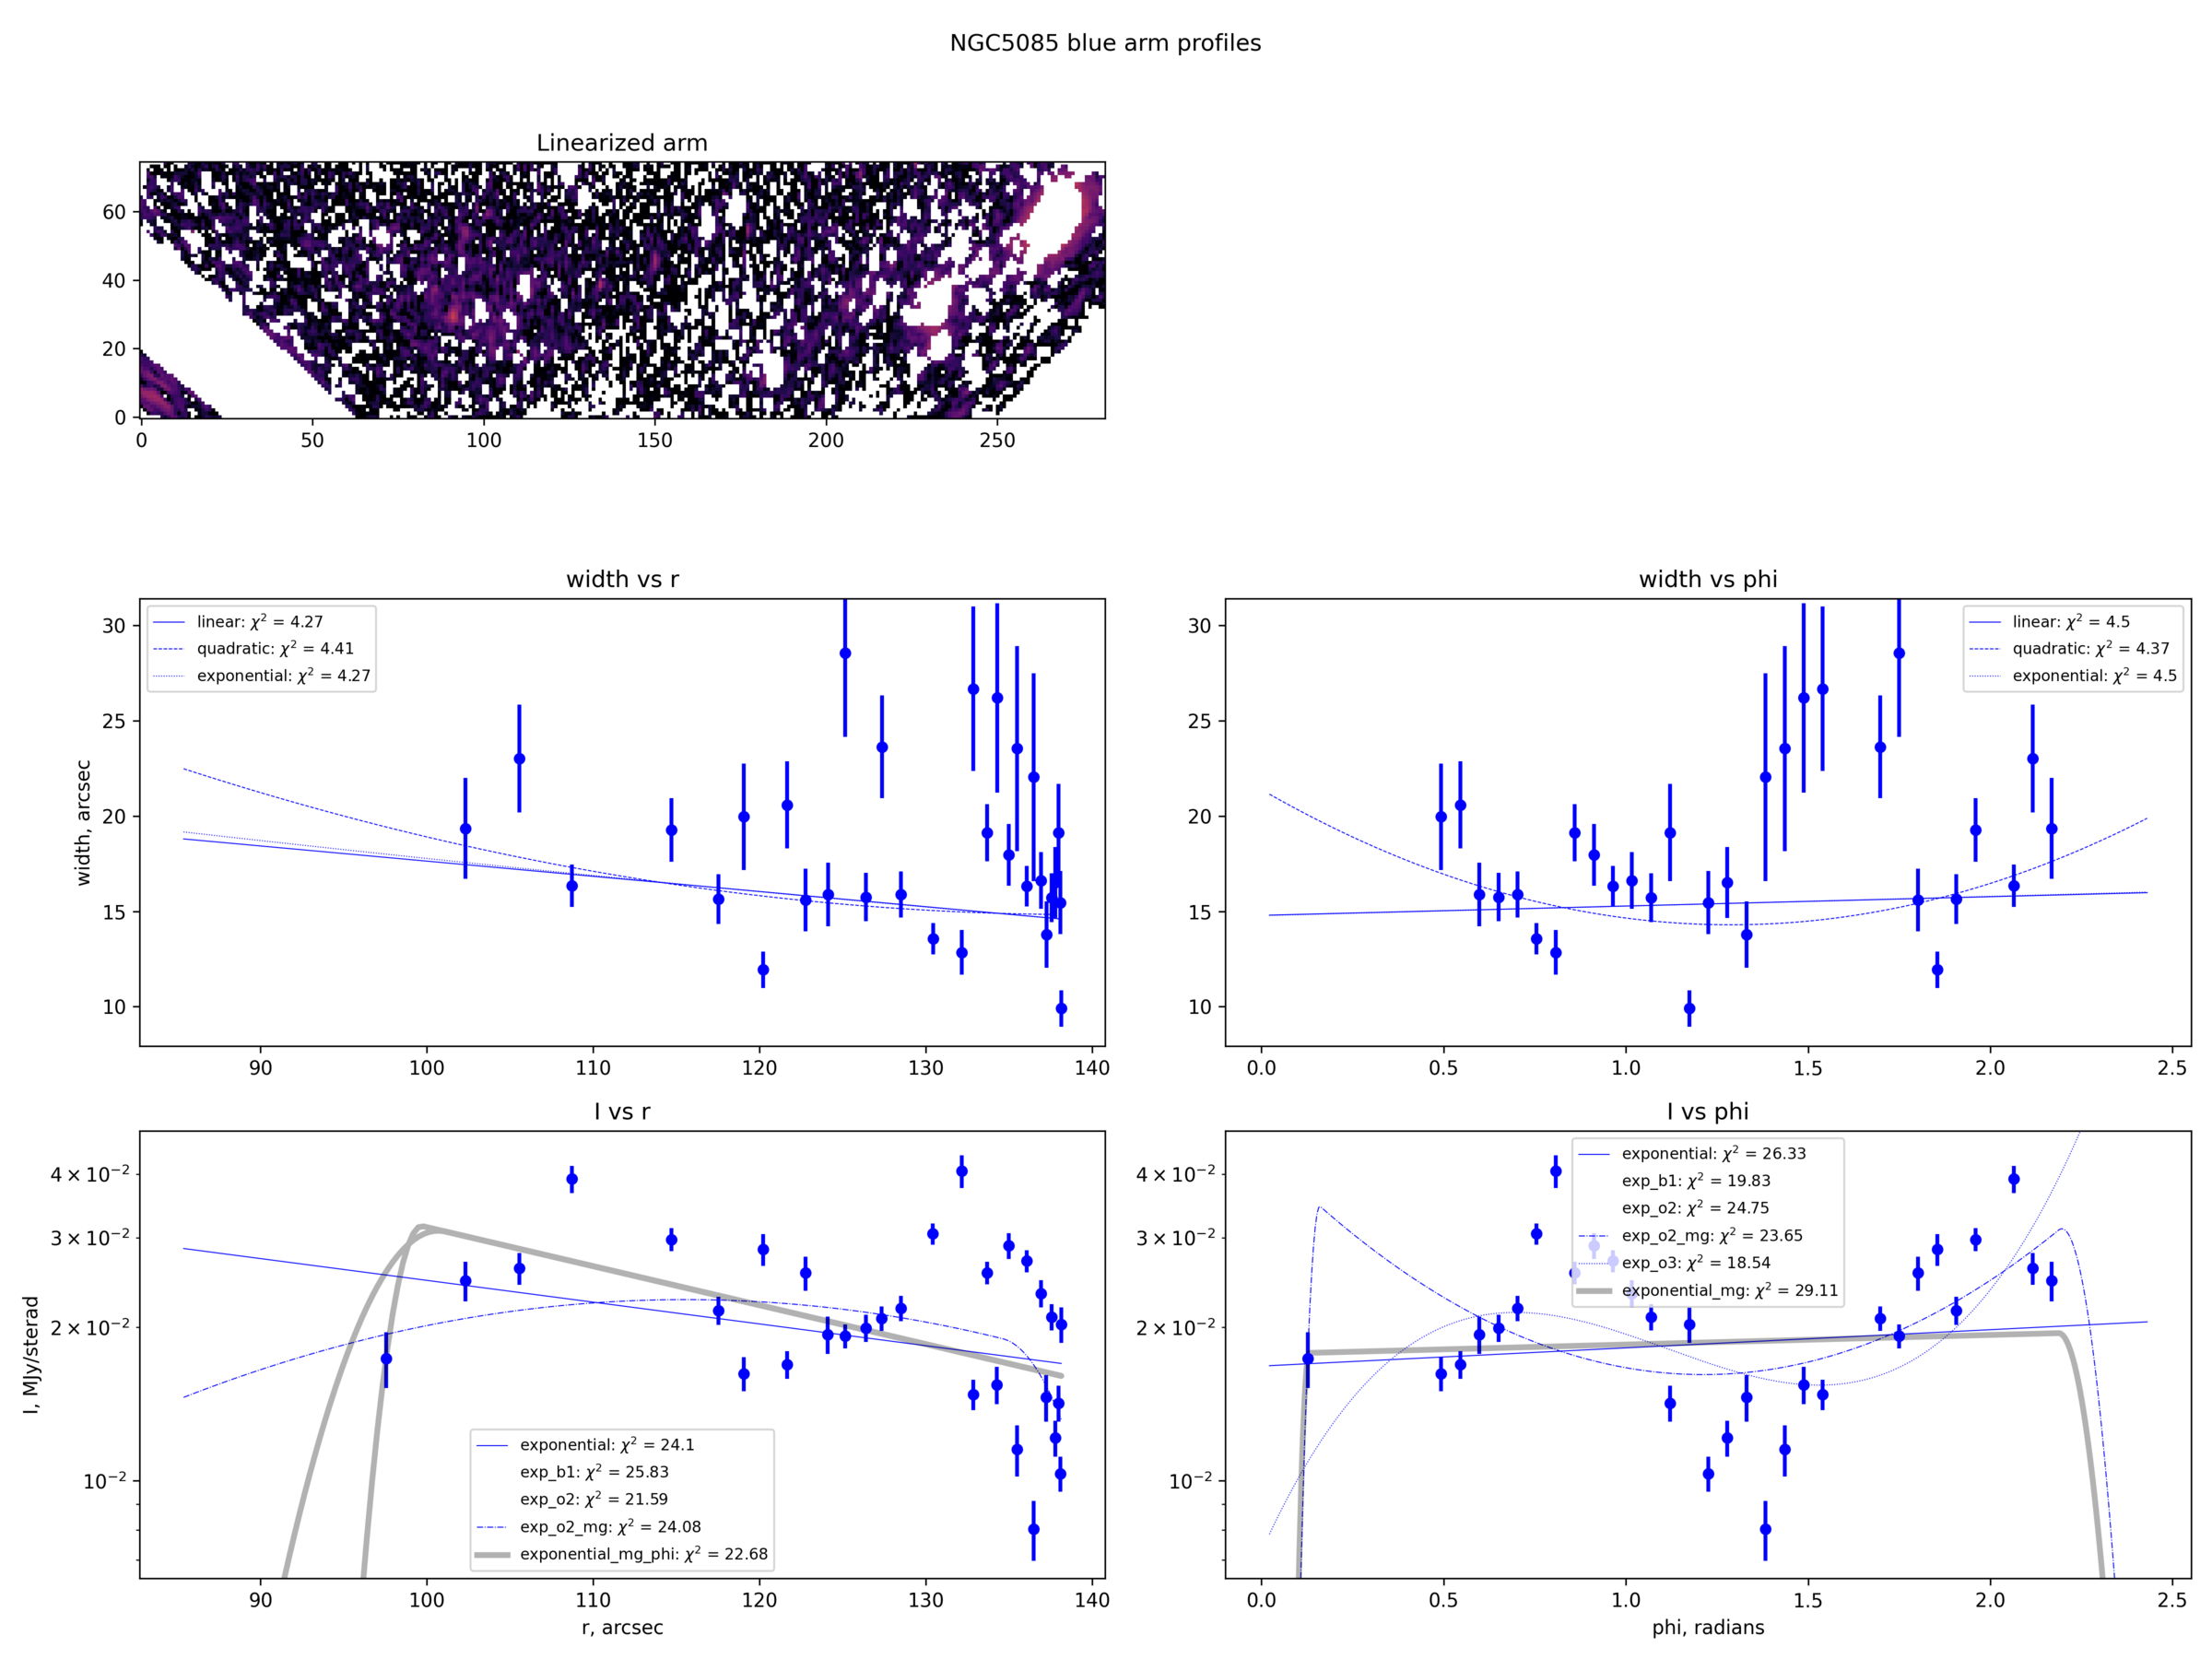 NGC5085 blue arm profiles
Linearized arm
60
40
20
0
0 50 100 150 200 250
width vs r
width vs phi
linear: χ² = 4.27
quadratic: χ² = 4.41
exponential: χ² = 4.27
linear: χ² = 4.5
quadratic: χ² = 4.37
exponential: χ² = 4.5
width, arcsec
30
25
20
15
10
30
25
20
15
10
90 100 110 120 130 140
0.0 0.5 1.0 1.5 2.0 2.5
I vs r
I vs phi
I, MJy/sterad
4 × 10⁻²
3 × 10⁻²
2 × 10⁻²
10⁻²
exponential: χ² = 24.1
exp_b1: χ² = 25.83
exp_o2: χ² = 21.59
exp_o2_mg: χ² = 24.08
exponential_mg_phi: χ² = 22.68
4 × 10⁻²
3 × 10⁻²
2 × 10⁻²
10⁻²
exponential: χ² = 26.33
exp_b1: χ² = 19.83
exp_o2: χ² = 24.75
exp_o2_mg: χ² = 23.65
exp_o3: χ² = 18.54
exponential_mg: χ² = 29.11
90 100 110 120 130 140
0.0 0.5 1.0 1.5 2.0 2.5
r, arcsec
phi, radians